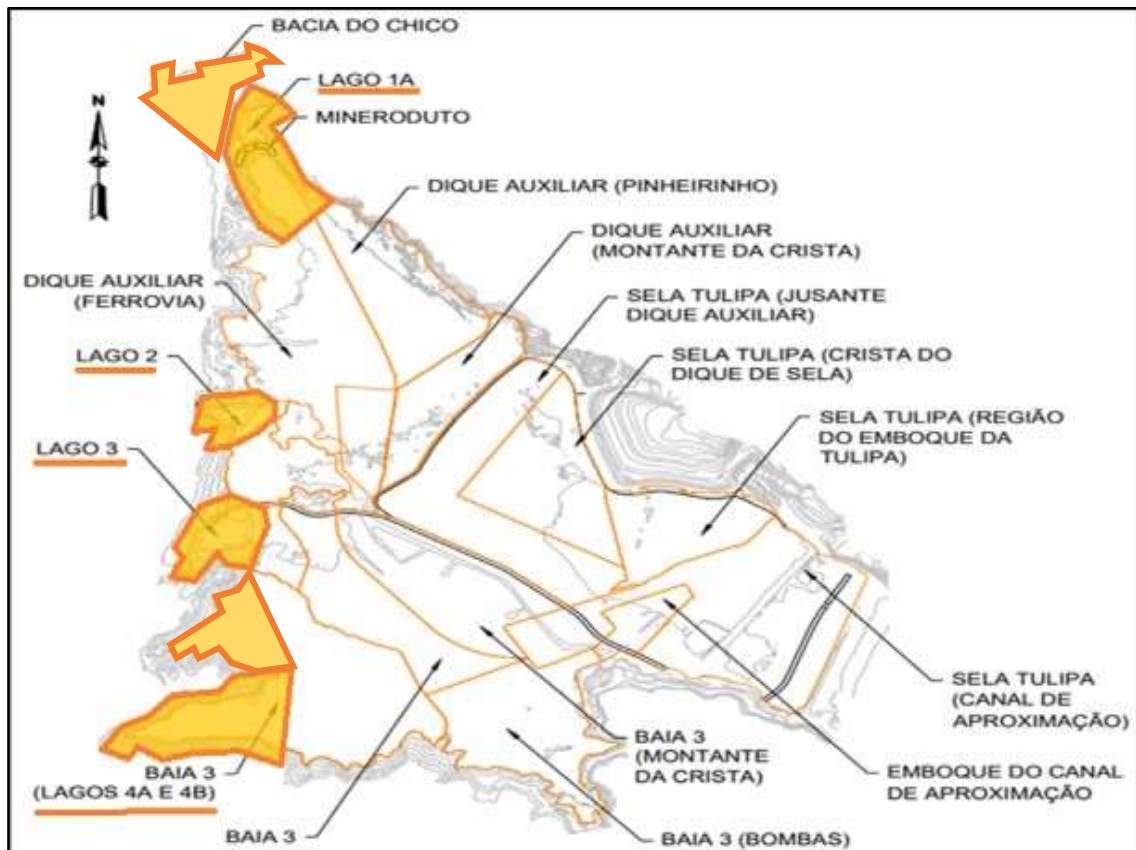 BACIA DO CHICO
LAGO 1A
N
MINERODUTO
DIQUE AUXILIAR (PINHEIRINHO)
DIQUE AUXILIAR
(MONTANTE DA CRISTA)
DIQUE AUXILIAR
(FERROVIA)
SELA TULIPA (JUSANTE
DIQUE AUXILIAR)
LAGO 2
SELA TULIPA (CRISTA DO
DIQUE DE SELA)
SELA TULIPA (REGIÃO
DO EMBOQUE DA
TULIPA)
LAGO 3
SELA TULIPA
(CANAL DE
APROXIMAÇÃO)
BAIA 3
(MONTANTE
DA CRISTA)
EMBOQUE DO CANAL
DE APROXIMAÇÃO
BAIA 3
(LAGOS 4A E 4B)
BAIA 3
BAIA 3 (BOMBAS)